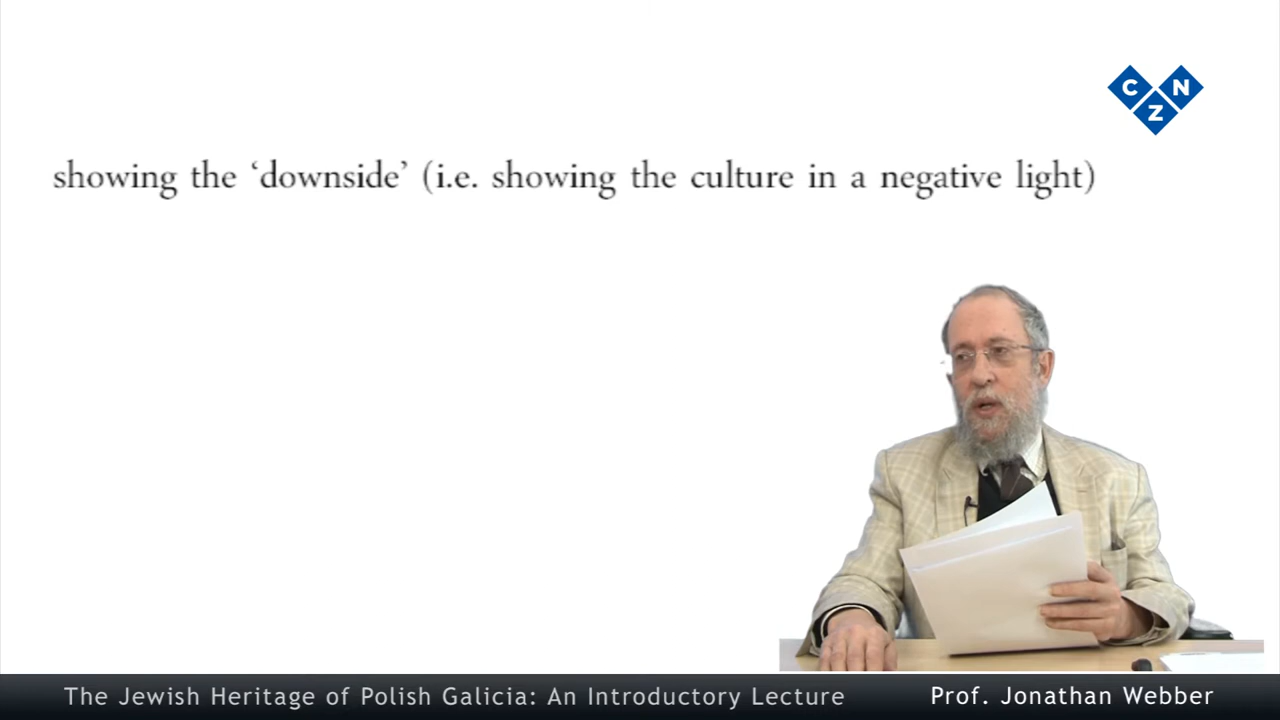 C N
Z
showing the ‘downside’ (i.e. showing the culture in a negative light)
The Jewish Heritage of Polish Galicia: An Introductory Lecture Prof. Jonathan Webber